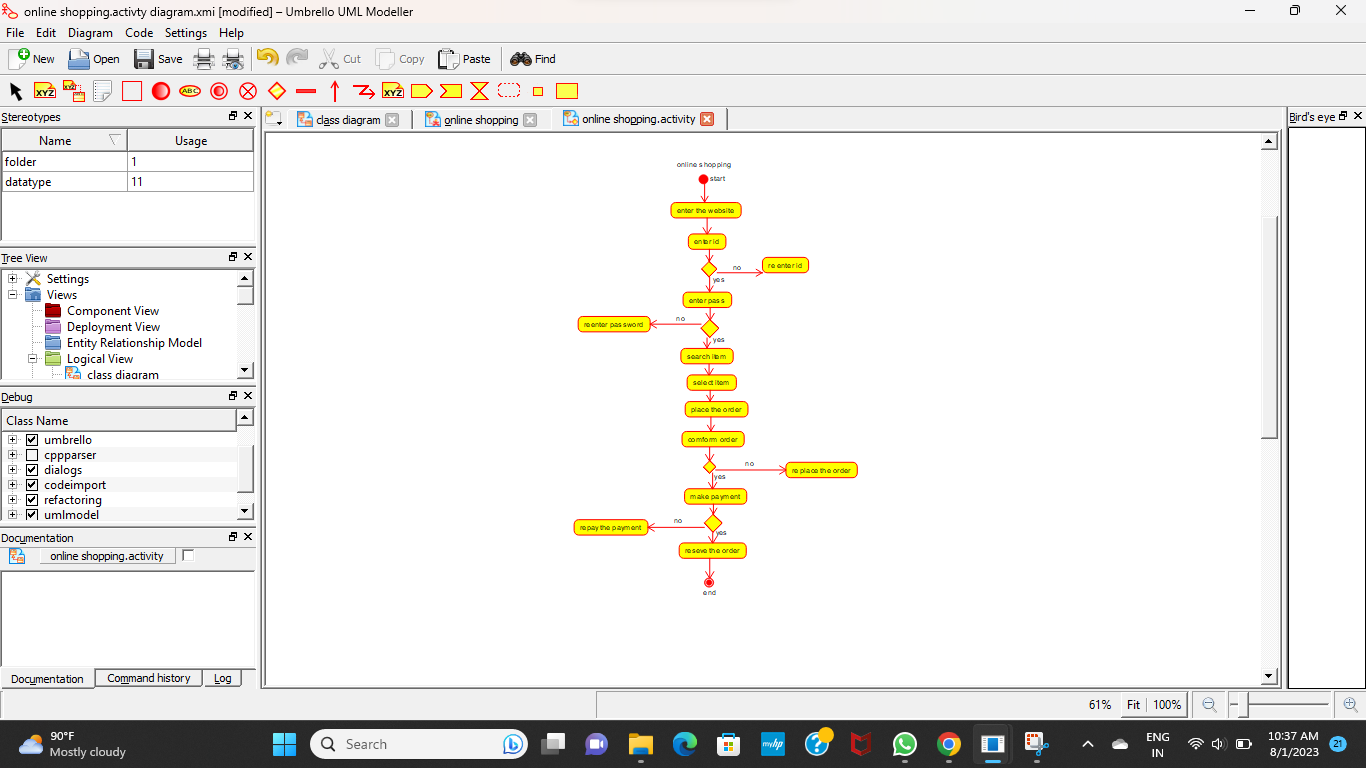 online shopping.activty diagram.xmi [modified] – Umbrello UML Modeller
File Edit Diagram Code Settings Help
New Open Save Cut Copy Paste Find
XYZ XYZ ABC XYZ
Stereotypes
Name Usage
folder 1
datatype 11
Tree View
Settings
Views
Component View
Deployment View
Entity Relationship Model
Logical View
class diagram
Debug
Class Name
umbrello
cppparser
dialogs
codeimport
refactoring
umlmodel
Documentation
online shopping.activity
Documentation Command history Log
class diagram online shopping online shopping.activity
Bird's eye
online shopping
start
enter the website
enter id
no
re enter id
yes
enter pass
no
reenter password
yes
search item
select item
place the order
comform order
no
re place the order
yes
make payment
no
repay the payment
yes
reseve the order
end
61% Fit 100%
90°F
Mostly cloudy
Search
myhp
ENG
IN
10:37 AM
8/1/2023
21